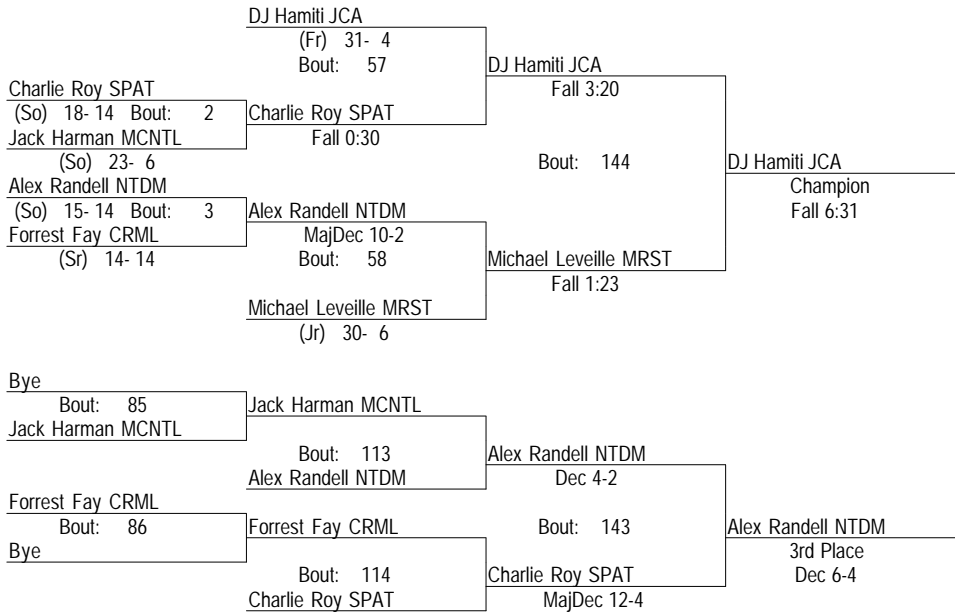 DJ Hamiti JCA
(Fr) 31- 4
Bout: 57
DJ Hamiti JCA
Fall 3:20
Charlie Roy SPAT
(So) 18- 14 Bout: 2
Charlie Roy SPAT
Fall 0:30
Jack Harman MCNTL
(So) 23- 6
Bout: 144
DJ Hamiti JCA
Champion
Fall 6:31
Alex Randell NTDM
(So) 15- 14 Bout: 3
Alex Randell NTDM
MajDec 10-2
Bout: 58
Forrest Fay CRML
(Sr) 14- 14
Michael Leveille MRST
Fall 1:23
Michael Leveille MRST
(Jr) 30- 6
Bye
Bout: 85
Jack Harman MCNTL
Jack Harman MCNTL
Bout: 113
Alex Randell NTDM
Dec 4-2
Alex Randell NTDM
Forrest Fay CRML
Bout: 86
Forrest Fay CRML
Bout: 143
Alex Randell NTDM
3rd Place
Dec 6-4
Bye
Bout: 114
Charlie Roy SPAT
MajDec 12-4
Charlie Roy SPAT